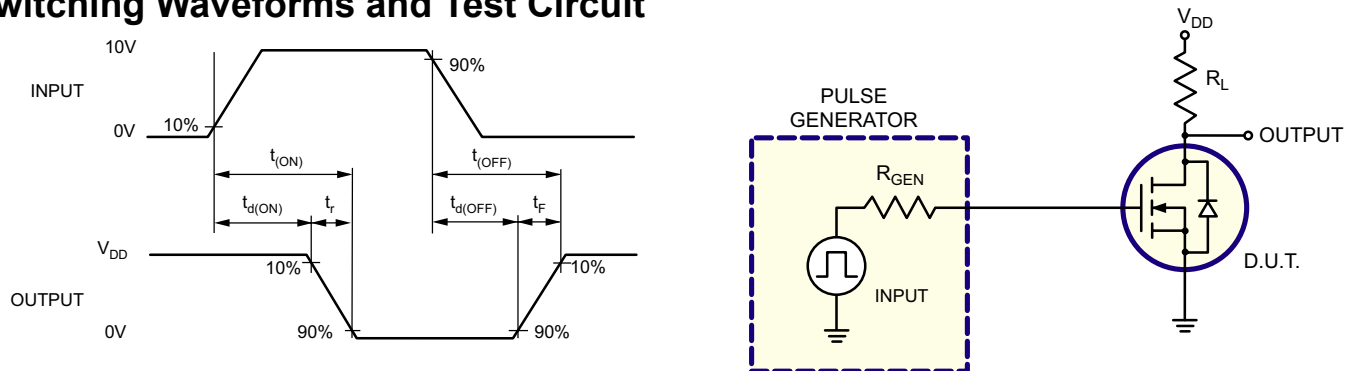 witching Waveforms and Test Circuit
10V
INPUT
0V
10%
90%
t(ON)
t(OFF)
td(ON)
tr
td(OFF)
tF
VDD
OUTPUT
0V
10%
90%
10%
90%
PULSE
GENERATOR
RGEN
INPUT
VDD
RL
OUTPUT
D.U.T.